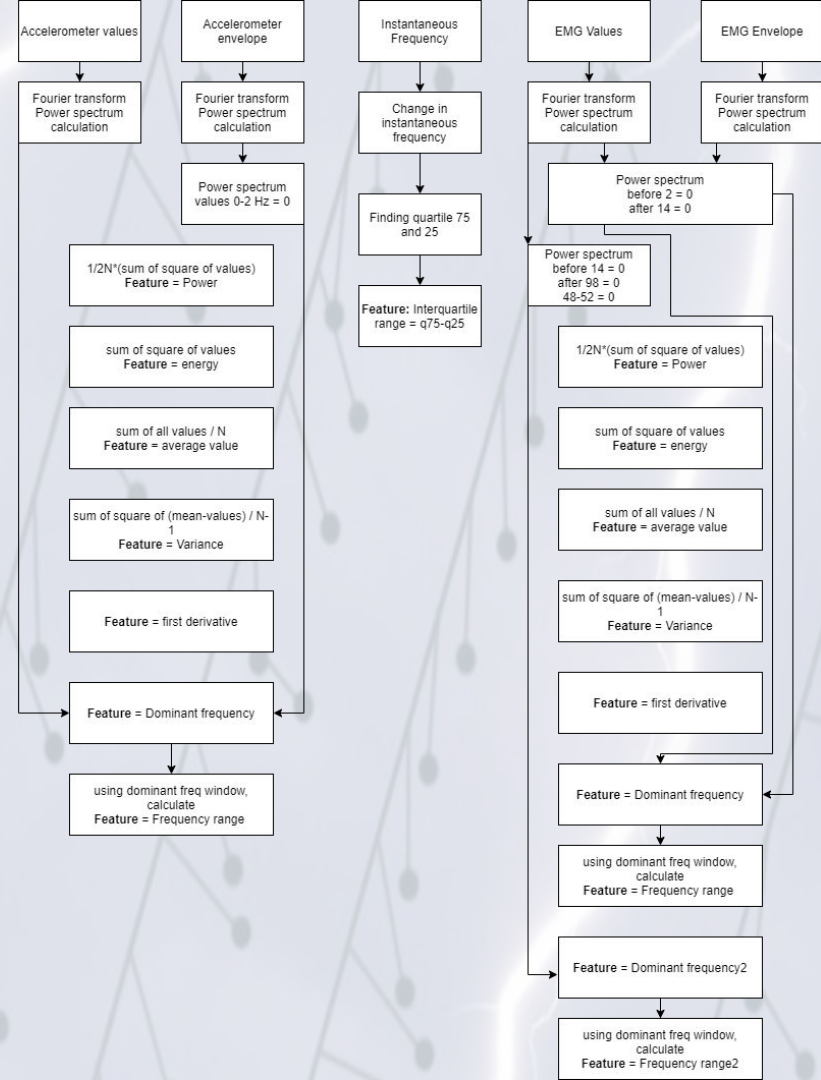 Accelerometer values
Accelerometer
envelope
Instantaneous
Frequency
EMG Values
EMG Envelope
Fourier transform
Power spectrum
calculation
Fourier transform
Power spectrum
calculation
Change in
instantaneous
frequency
Fourier transform
Power spectrum
calculation
Fourier transform
Power spectrum
calculation
Power spectrum
values 0-2 Hz = 0
Finding quartile 75
and 25
Power spectrum
before 2 = 0
after 14 = 0
Power spectrum
before 14 = 0
after 98 = 0
48-52 = 0
Feature: Interquartile
range = q75-q25
1/2N*(sum of square of values)
Feature = Power
sum of square of values
Feature = energy
sum of all values / N
Feature = average value
sum of square of (mean-values) / N-
1
Feature = Variance
Feature = first derivative
Feature = Dominant frequency
using dominant freq window,
calculate
Feature = Frequency range
1/2N*(sum of square of values)
Feature = Power
sum of square of values
Feature = energy
sum of all values / N
Feature = average value
sum of square of (mean-values) / N-
1
Feature = Variance
Feature = first derivative
Feature = Dominant frequency
using dominant freq window,
calculate
Feature = Frequency range
Feature = Dominant frequency2
using dominant freq window,
calculate
Feature = Frequency range2